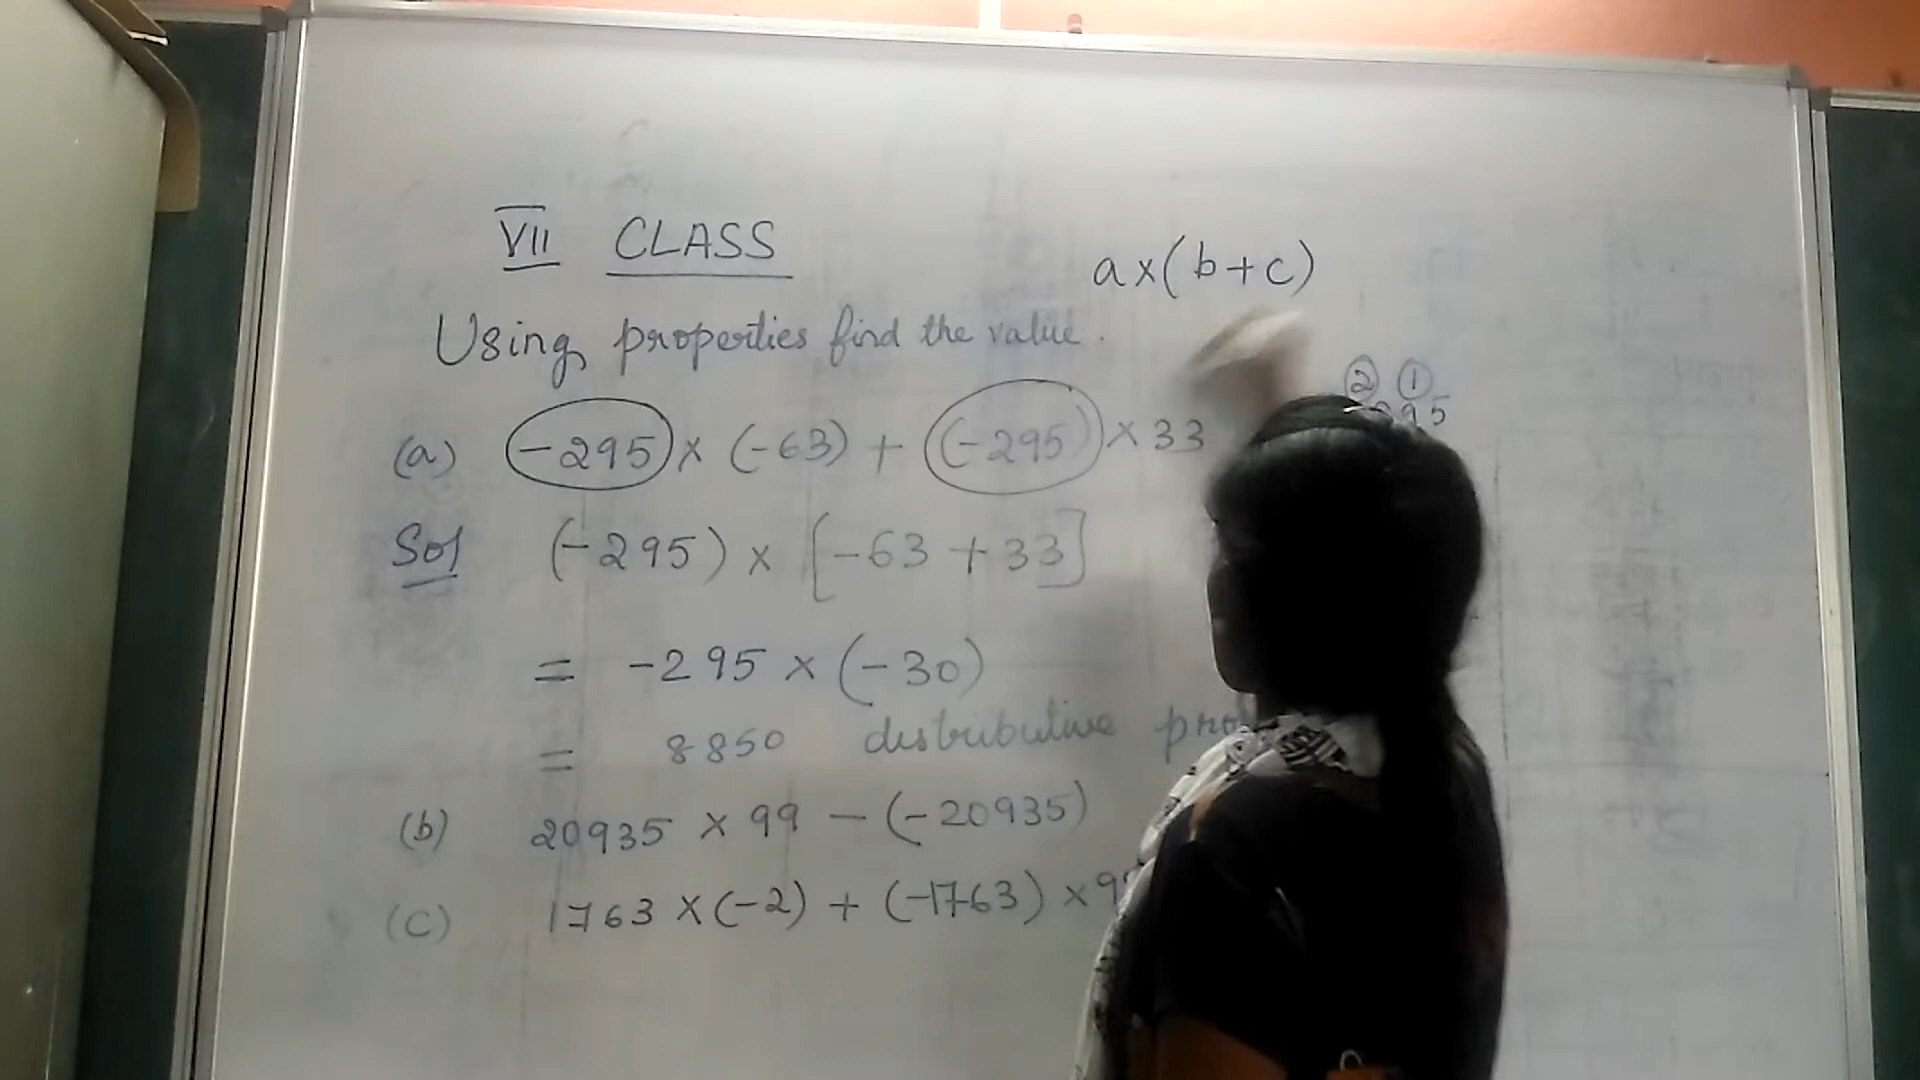 VII CLASS
a×(b+c)
Using properties find the value.
② ①
295
(a) -295 × (-63) + (-295) × 33
Sol (-295) × [-63 + 33]
= -295 × (-30)
= 8850 distributive
(b) 20935 × 99 - (-20935)
(c) 1763 × (-2) + (-1763) ×